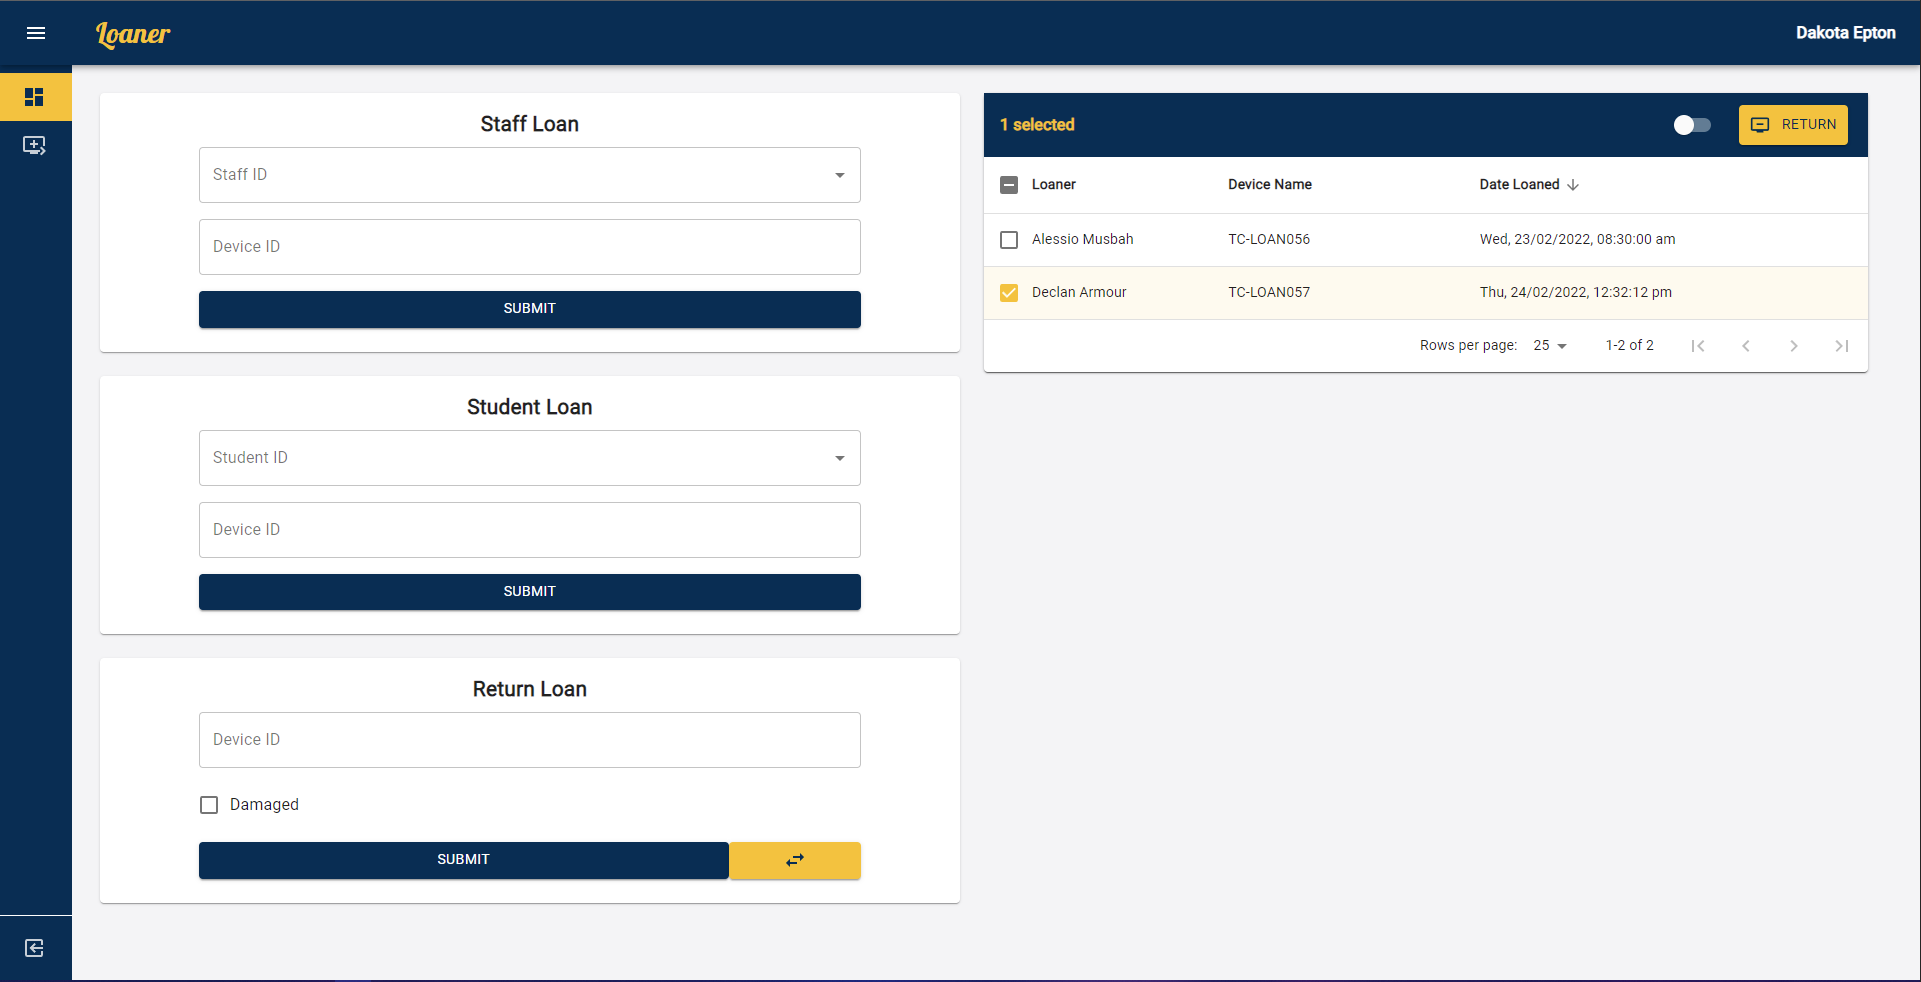 Loaner
Dakota Epton
Staff Loan
Staff ID
Device ID
SUBMIT
Student Loan
Student ID
Device ID
SUBMIT
Return Loan
Device ID
Damaged
SUBMIT
1 selected
RETURN
Loaner Device Name Date Loaned
Alessio Musbah TC-LOAN056 Wed, 23/02/2022, 08:30:00 am
Declan Armour TC-LOAN057 Thu, 24/02/2022, 12:32:12 pm
Rows per page: 25 1-2 of 2